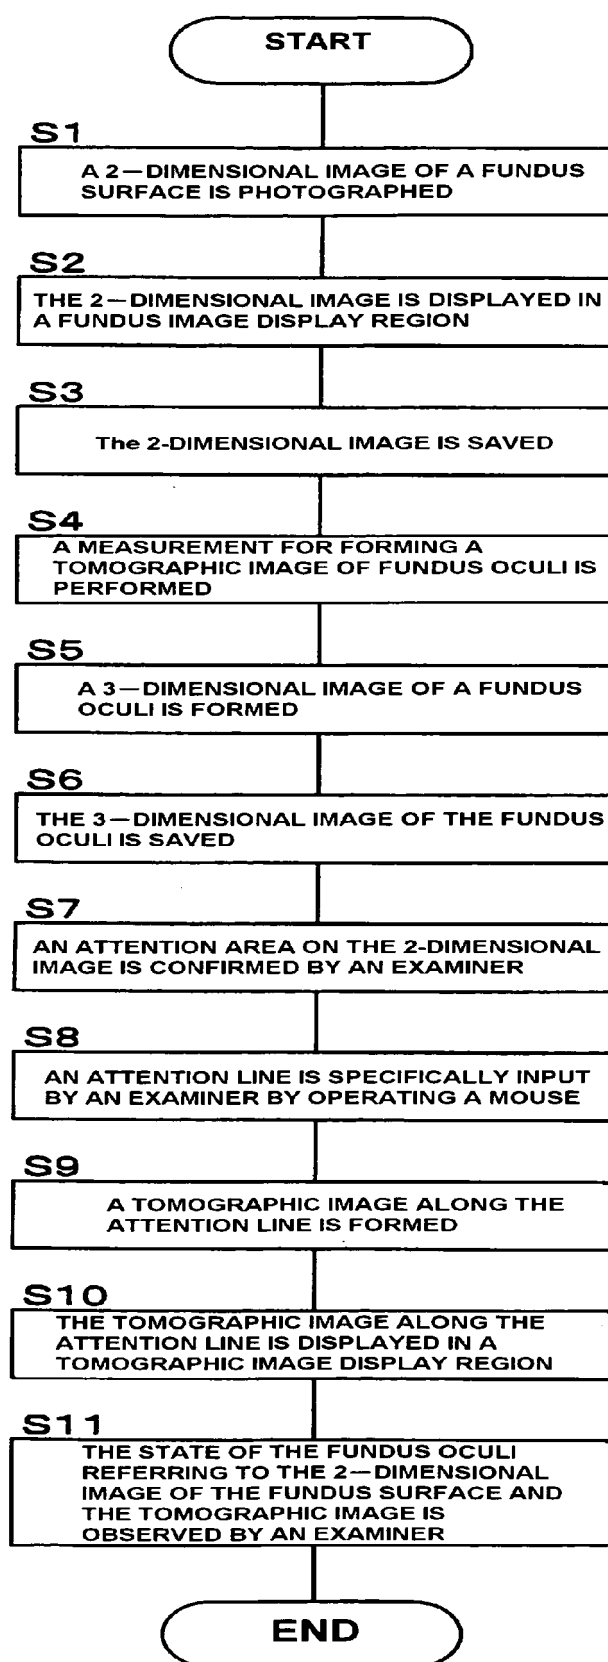 START
S1
A 2—DIMENSIONAL IMAGE OF A FUNDUS
SURFACE IS PHOTOGRAPHED
S2
THE 2—DIMENSIONAL IMAGE IS DISPLAYED IN
A FUNDUS IMAGE DISPLAY REGION
S3
The 2-DIMENSIONAL IMAGE IS SAVED
S4
A MEASUREMENT FOR FORMING A
TOMOGRAPHIC IMAGE OF FUNDUS OCULI IS
PERFORMED
S5
A 3—DIMENSIONAL IMAGE OF A FUNDUS
OCULI IS FORMED
S6
THE 3—DIMENSIONAL IMAGE OF THE FUNDUS
OCULI IS SAVED
S7
AN ATTENTION AREA ON THE 2-DIMENSIONAL
IMAGE IS CONFIRMED BY AN EXAMINER
S8
AN ATTENTION LINE IS SPECIFICALLY INPUT
BY AN EXAMINER BY OPERATING A MOUSE
S9
A TOMOGRAPHIC IMAGE ALONG THE
ATTENTION LINE IS FORMED
S10
THE TOMOGRAPHIC IMAGE ALONG THE
ATTENTION LINE IS DISPLAYED IN A
TOMOGRAPHIC IMAGE DISPLAY REGION
S11
THE STATE OF THE FUNDUS OCULI
REFERRING TO THE 2—DIMENSIONAL
IMAGE OF THE FUNDUS SURFACE AND
THE TOMOGRAPHIC IMAGE IS
OBSERVED BY AN EXAMINER
END